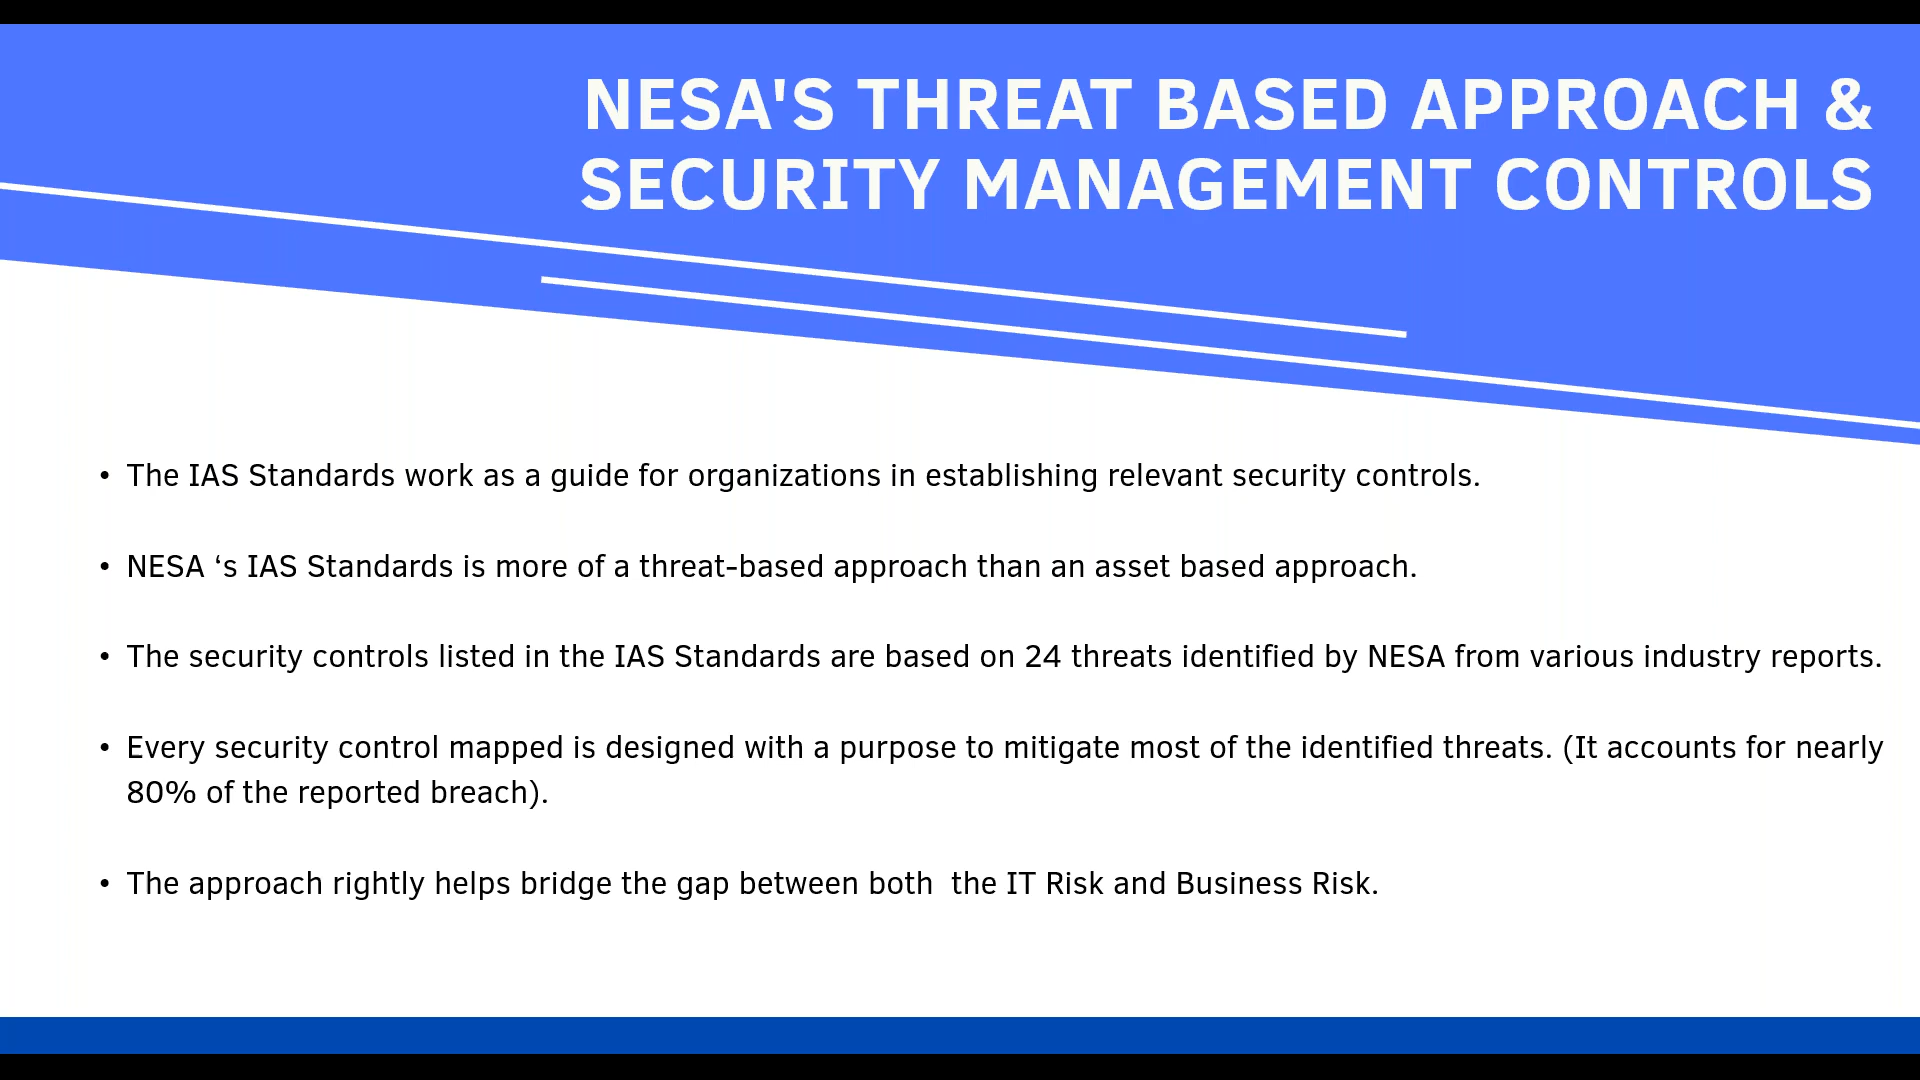 NESA'S THREAT BASED APPROACH &
SECURITY MANAGEMENT CONTROLS
• The IAS Standards work as a guide for organizations in establishing relevant security controls.
• NESA ‘s IAS Standards is more of a threat-based approach than an asset based approach.
• The security controls listed in the IAS Standards are based on 24 threats identified by NESA from various industry reports.
• Every security control mapped is designed with a purpose to mitigate most of the identified threats. (It accounts for nearly
80% of the reported breach).
• The approach rightly helps bridge the gap between both  the IT Risk and Business Risk.